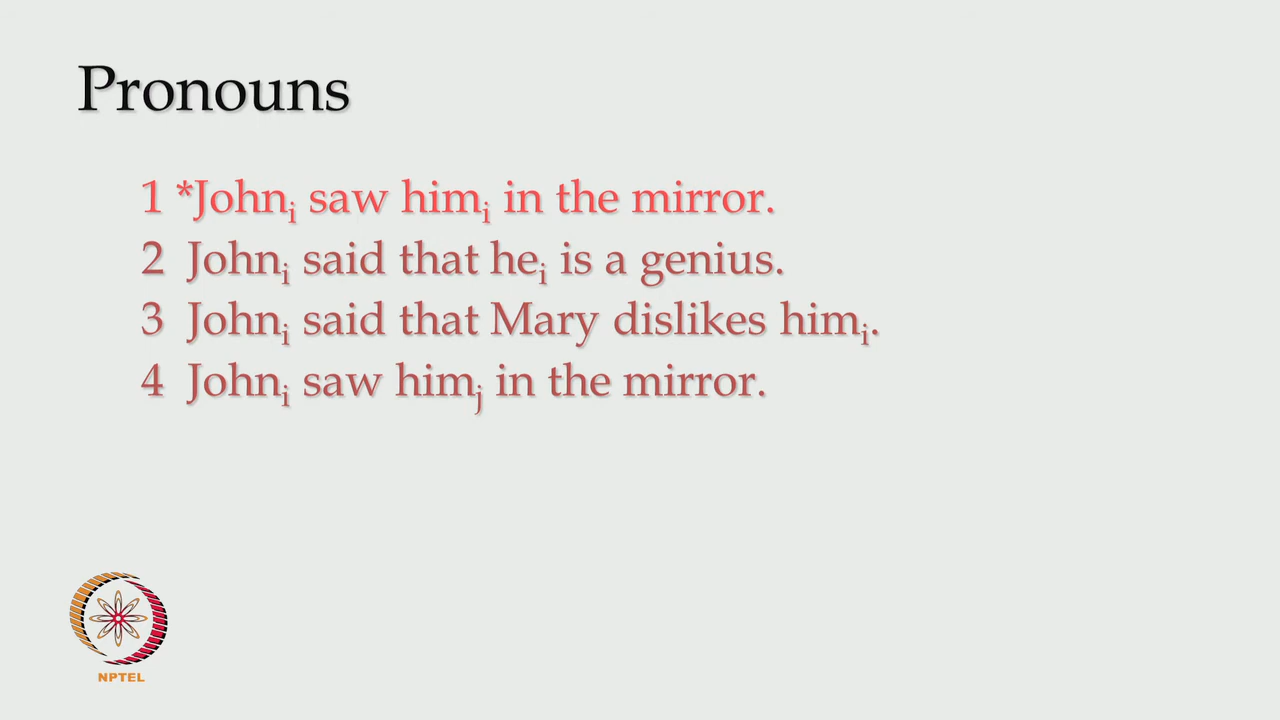 Pronouns
1 *Johnᵢ saw himᵢ in the mirror.
2 Johnᵢ said that heᵢ is a genius.
3 Johnᵢ said that Mary dislikes himᵢ.
4 Johnᵢ saw himⱼ in the mirror.
NPTEL